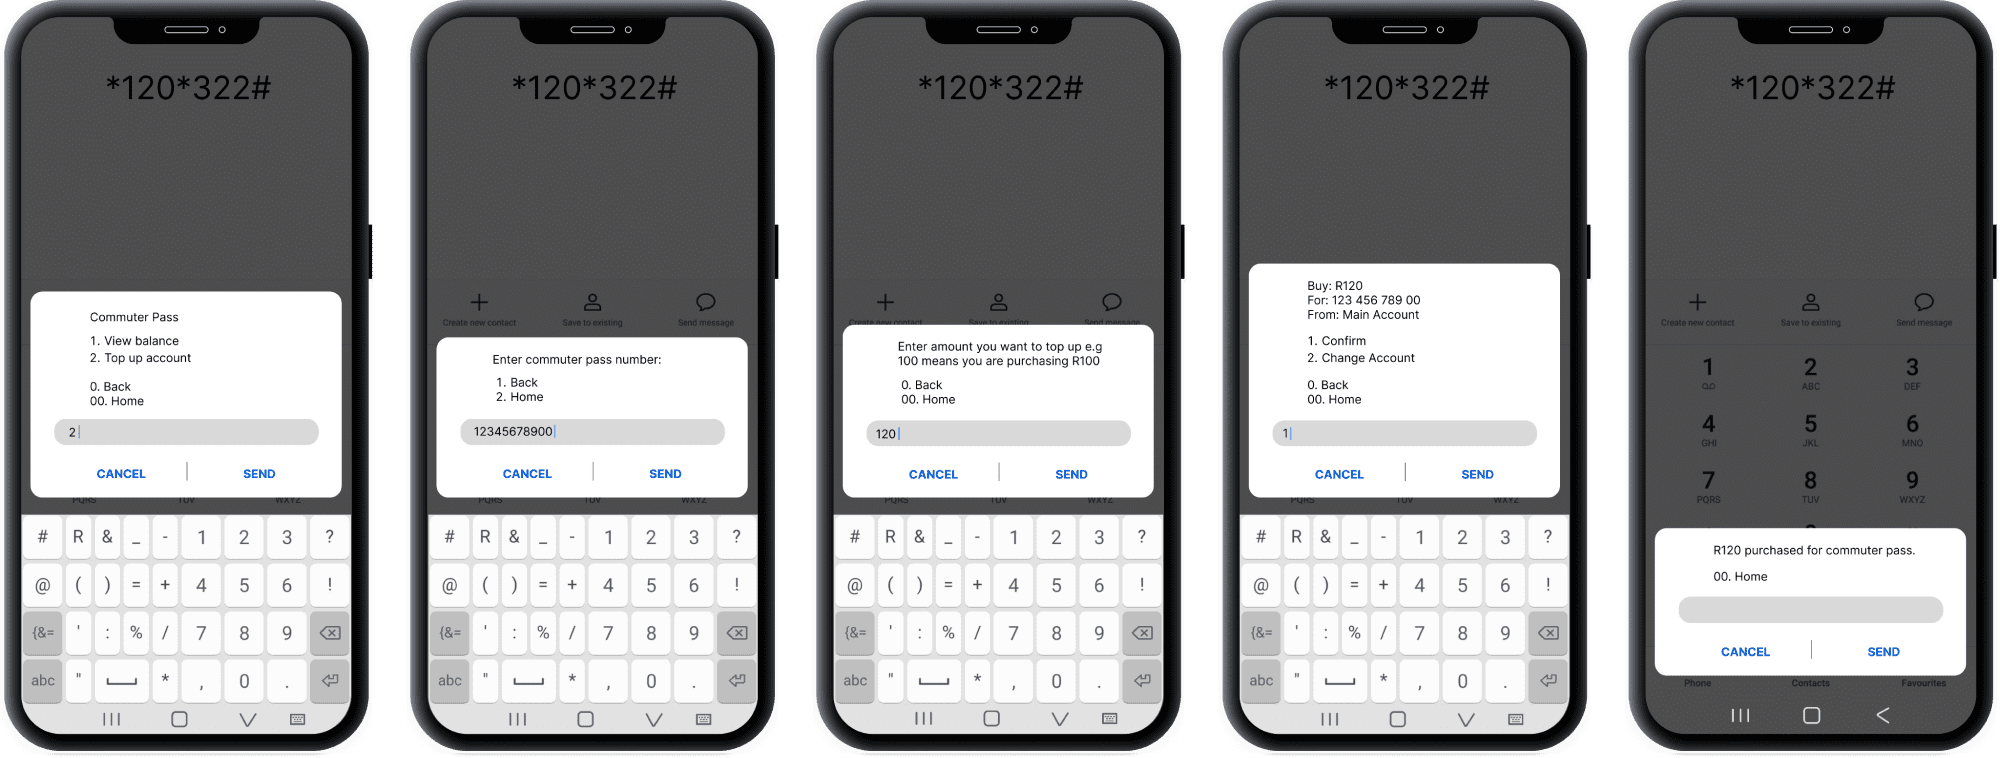 *120*322#
Commuter Pass
1. View balance
2. Top up account
0. Back
00. Home
2
CANCEL
SEND
PQRS TUV WXYZ
# R & _ - 1 2 3 ?
@ ( ) = + 4 5 6 !
{&= ' : % / 7 8 9
abc " * , 0 .
*120*322#
Create new contact Save to existing Send message
Enter commuter pass number:
1. Back
2. Home
12345678900
CANCEL
SEND
PQRS TUV WXYZ
# R & _ - 1 2 3 ?
@ ( ) = + 4 5 6 !
{&= ' : % / 7 8 9
abc " * , 0 .
*120*322#
Create new contact Save to existing Send message
Enter amount you want to top up e.g
100 means you are purchasing R100
0. Back
00. Home
120
CANCEL
SEND
PQRS TUV WXYZ
# R & _ - 1 2 3 ?
@ ( ) = + 4 5 6 !
{&= ' : % / 7 8 9
abc " * , 0 .
*120*322#
Buy: R120
For: 123 456 789 00
From: Main Account
1. Confirm
2. Change Account
0. Back
00. Home
1
CANCEL
SEND
PQRS TUV WXYZ
# R & _ - 1 2 3 ?
@ ( ) = + 4 5 6 !
{&= ' : % / 7 8 9
abc " * , 0 .
*120*322#
Create new contact Save to existing Send message
1 2 3
ABC DEF
4 5 6
GHI JKL MNO
7 8 9
PQRS TUV WXYZ
R120 purchased for commuter pass.
00. Home
CANCEL
SEND
Phone Contacts Favourites